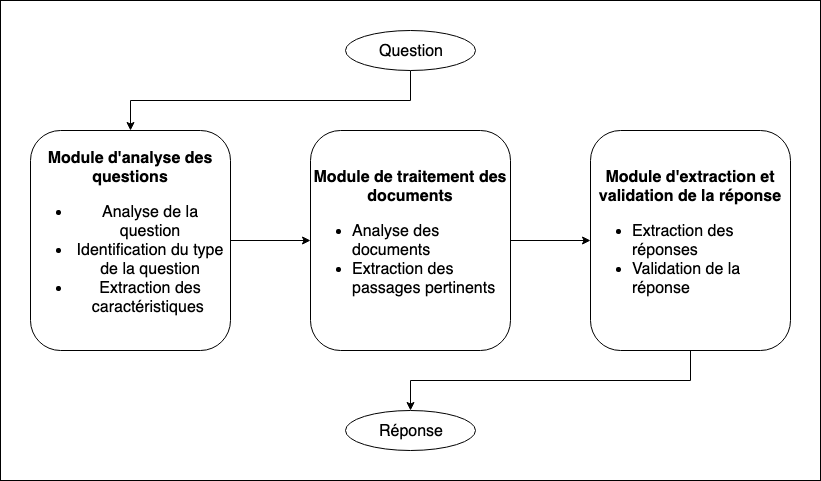 Question
Module d'analyse des
questions
• Analyse de la
question
• Identification du type
de la question
• Extraction des
caractéristiques
Module de traitement des
documents
• Analyse des
documents
• Extraction des
passages pertinents
Module d'extraction et
validation de la réponse
• Extraction des
réponses
• Validation de la
réponse
Réponse